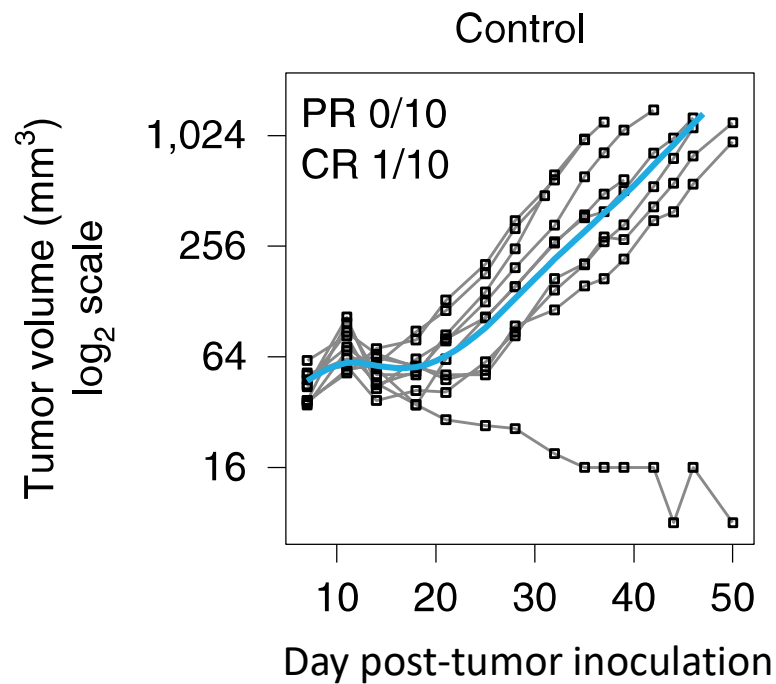 Control
PR 0/10
CR 1/10
Tumor volume (mm³)
log₂ scale
1,024
256
64
16
10 20 30 40 50
Day post-tumor inoculation